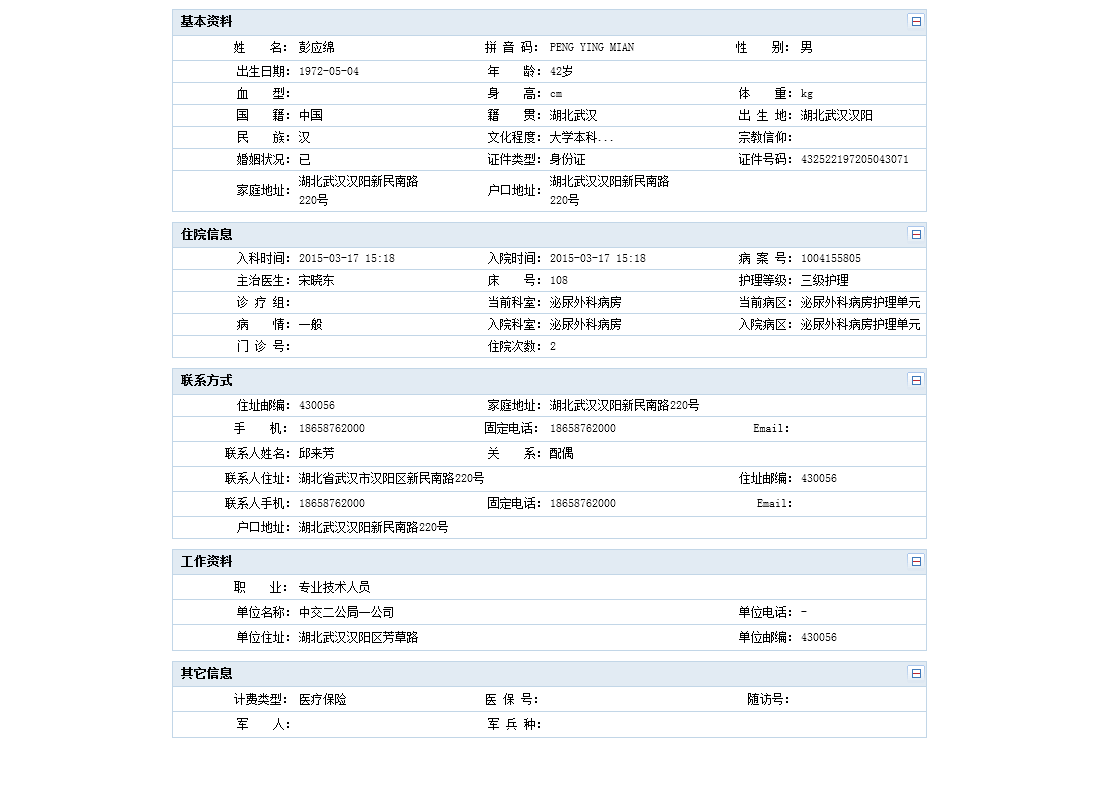 基本资料
姓 名: 彭应绵 拼 音 码: PENG YING MIAN 性 别: 男
出生日期: 1972-05-04 年 龄: 42岁
血 型: 身 高: cm 体 重: kg
国 籍: 中国 籍 贯: 湖北武汉 出 生 地: 湖北武汉汉阳
民 族: 汉 文化程度: 大学本科... 宗教信仰:
婚姻状况: 已 证件类型: 身份证 证件号码: 432522197205043071
家庭地址: 湖北武汉汉阳新民南路 户口地址: 湖北武汉汉阳新民南路
220号 220号
住院信息
入科时间: 2015-03-17 15:18 入院时间: 2015-03-17 15:18 病 案 号: 1004155805
主治医生: 宋晓东 床 号: 108 护理等级: 三级护理
诊 疗 组: 当前科室: 泌尿外科病房 当前病区: 泌尿外科病房护理单元
病 情: 一般 入院科室: 泌尿外科病房 入院病区: 泌尿外科病房护理单元
门 诊 号: 住院次数: 2
联系方式
住址邮编: 430056 家庭地址: 湖北武汉汉阳新民南路220号
手 机: 18658762000 固定电话: 18658762000 Email:
联系人姓名: 邱来芳 关 系: 配偶
联系人住址: 湖北省武汉市汉阳区新民南路220号 住址邮编: 430056
联系人手机: 18658762000 固定电话: 18658762000 Email:
户口地址: 湖北武汉汉阳新民南路220号
工作资料
职 业: 专业技术人员
单位名称: 中交二公局一公司 单位电话: -
单位住址: 湖北武汉汉阳区芳草路 单位邮编: 430056
其它信息
计费类型: 医疗保险 医 保 号: 随访号:
军 人: 军 兵 种: